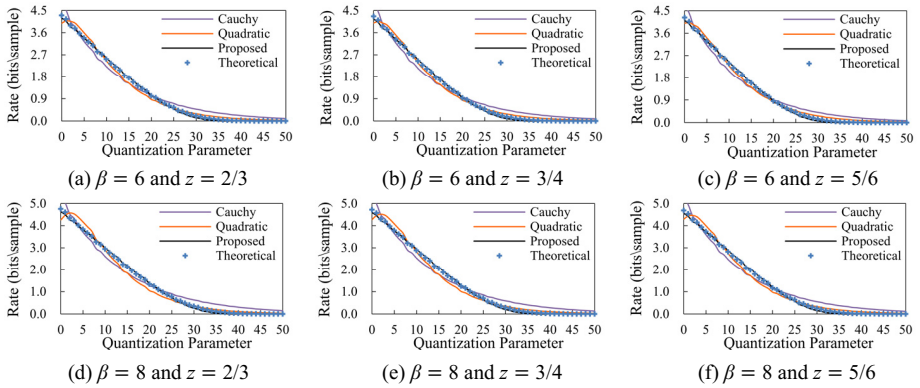 4.5
3.6
2.7
1.8
0.9
0.0
Rate (bits\sample)
Cauchy
Quadratic
Proposed
Theoretical
0 5 10 15 20 25 30 35 40 45 50
Quantization Parameter
(a) β = 6 and z = 2/3
4.5
3.6
2.7
1.8
0.9
0.0
Rate (bits\sample)
Cauchy
Quadratic
Proposed
Theoretical
0 5 10 15 20 25 30 35 40 45 50
Quantization Parameter
(b) β = 6 and z = 3/4
4.5
3.6
2.7
1.8
0.9
0.0
Rate (bits\sample)
Cauchy
Quadratic
Proposed
Theoretical
0 5 10 15 20 25 30 35 40 45 50
Quantization Parameter
(c) β = 6 and z = 5/6
5.0
4.0
3.0
2.0
1.0
0.0
Rate (bits\sample)
Cauchy
Quadratic
Proposed
Theoretical
0 5 10 15 20 25 30 35 40 45 50
Quantization Parameter
(d) β = 8 and z = 2/3
5.0
4.0
3.0
2.0
1.0
0.0
Rate (bits\sample)
Cauchy
Quadratic
Proposed
Theoretical
0 5 10 15 20 25 30 35 40 45 50
Quantization Parameter
(e) β = 8 and z = 3/4
5.0
4.0
3.0
2.0
1.0
0.0
Rate (bits\sample)
Cauchy
Quadratic
Proposed
Theoretical
0 5 10 15 20 25 30 35 40 45 50
Quantization Parameter
(f) β = 8 and z = 5/6